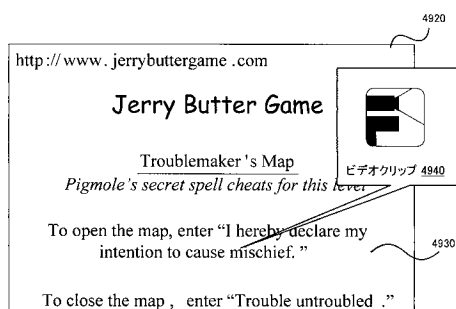 4920
http://www.jerrybuttergame.com
Jerry Butter Game
Troublemaker's Map
Pigmole's secret spell cheats for this level
ビデオクリップ 4940
To open the map, enter “I hereby declare my
intention to cause mischief. ”
4930
To close the map , enter “Trouble untroubled .”